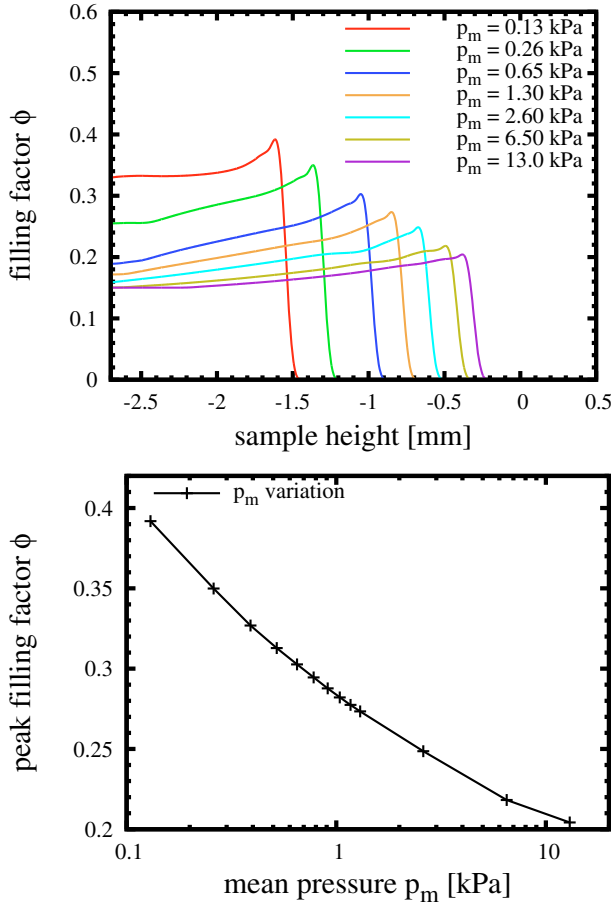 0.6
0.5
0.4
0.3
0.2
0.1
0
filling factor ϕ
p_m = 0.13 kPa
p_m = 0.26 kPa
p_m = 0.65 kPa
p_m = 1.30 kPa
p_m = 2.60 kPa
p_m = 6.50 kPa
p_m = 13.0 kPa
-2.5 -2 -1.5 -1 -0.5 0 0.5
sample height [mm]
p_m variation
0.4
0.35
0.3
0.25
0.2
peak filling factor ϕ
0.1 1 10
mean pressure p_m [kPa]